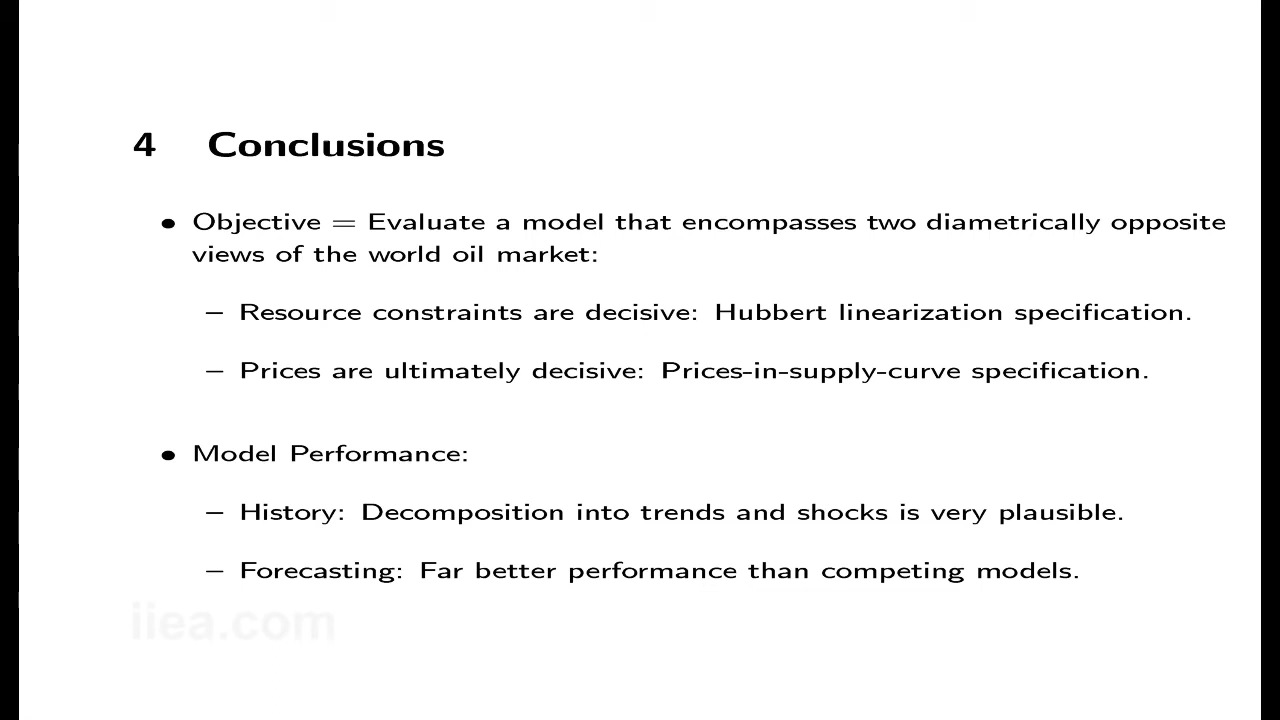 4 Conclusions
• Objective = Evaluate a model that encompasses two diametrically opposite
views of the world oil market:
– Resource constraints are decisive: Hubbert linearization specification.
– Prices are ultimately decisive: Prices-in-supply-curve specification.
• Model Performance:
– History: Decomposition into trends and shocks is very plausible.
– Forecasting: Far better performance than competing models.
iiea.com